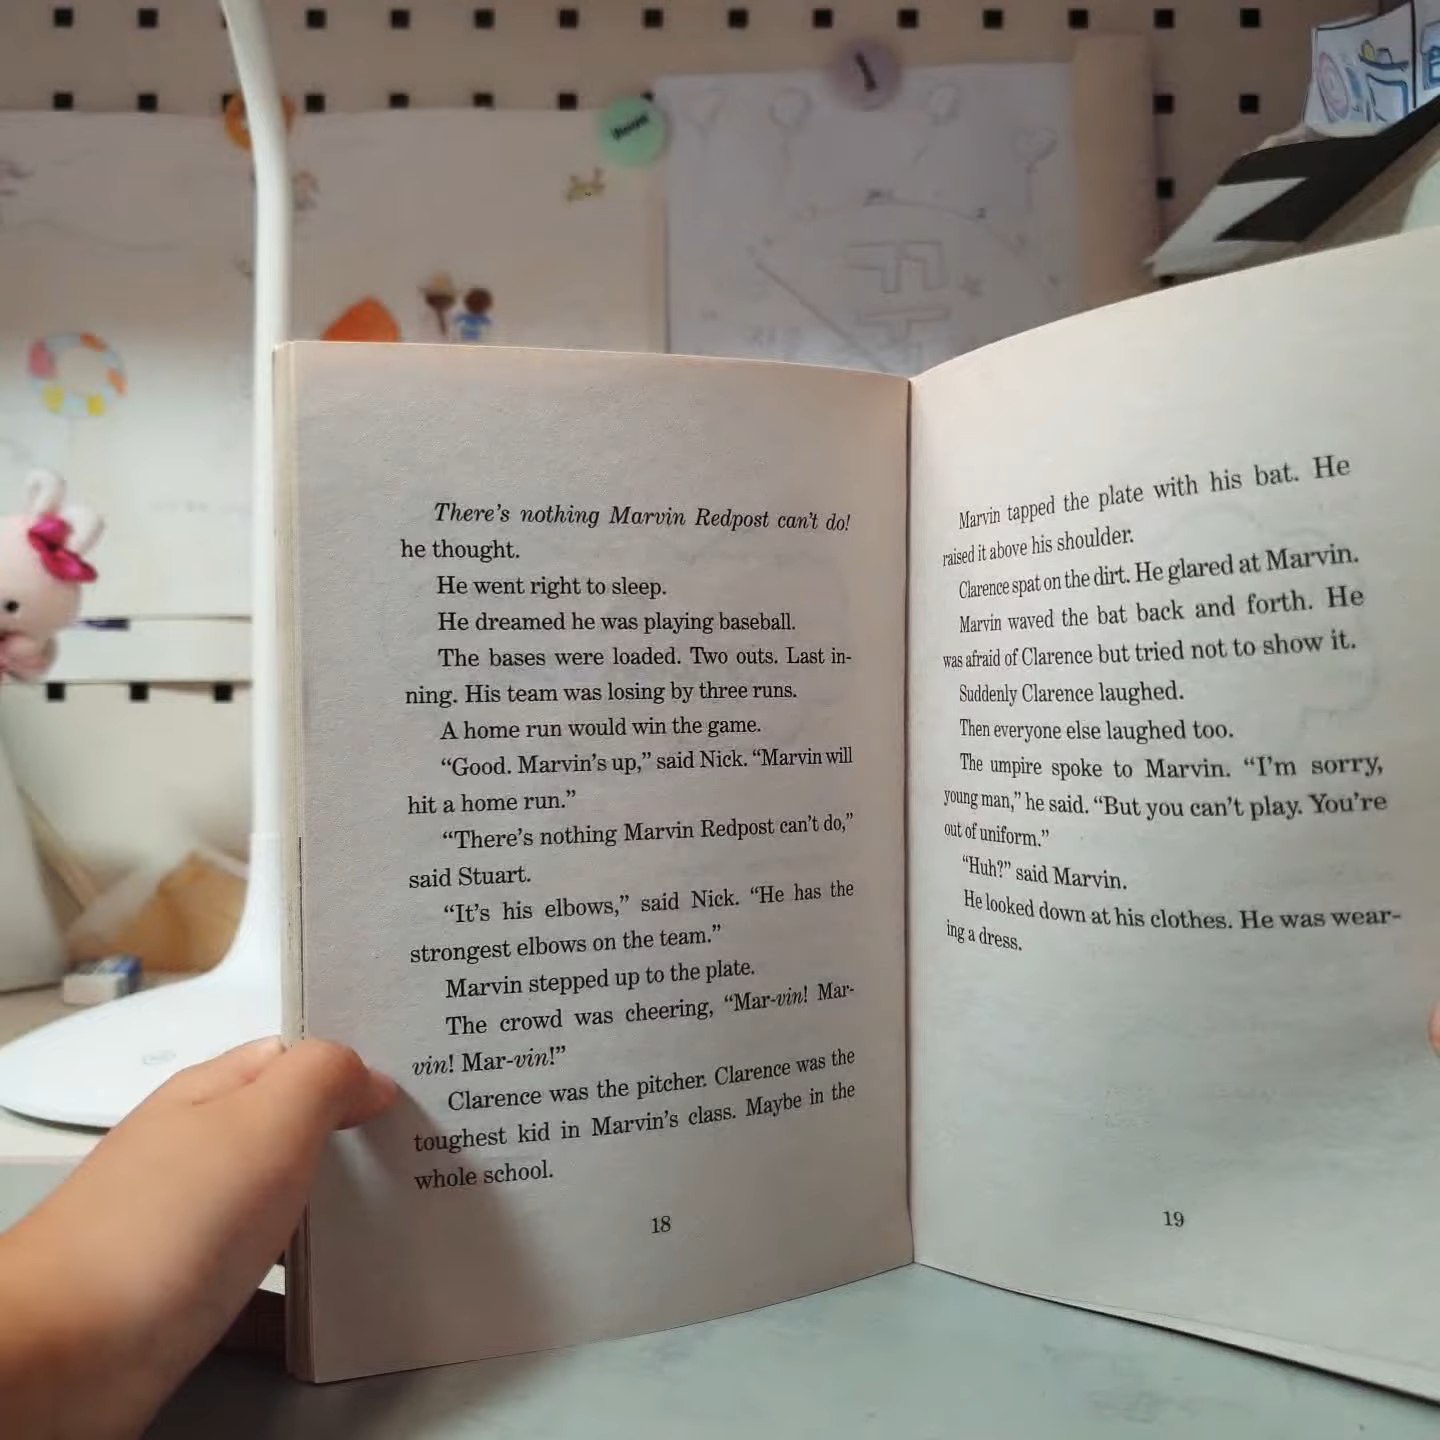 There's nothing Marvin Redpost can't do!
he thought.
He went right to sleep.
He dreamed he was playing baseball.
The bases were loaded. Two outs. Last in-
ning. His team was losing by three runs.
A home run would win the game.
“Good. Marvin’s up,” said Nick. “Marvin will
hit a home run.”
“There’s nothing Marvin Redpost can’t do,”
said Stuart.
“It’s his elbows,” said Nick. “He has the
strongest elbows on the team.”
Marvin stepped up to the plate.
The crowd was cheering, “Mar-vin! Mar-
vin! Mar-vin!”
Clarence was the pitcher. Clarence was the
toughest kid in Marvin’s class. Maybe in the
whole school.
18
Marvin tapped the plate with his bat. He
raised it above his shoulder.
Clarence spat on the dirt. He glared at Marvin.
Marvin waved the bat back and forth. He
was afraid of Clarence but tried not to show it.
Suddenly Clarence laughed.
Then everyone else laughed too.
The umpire spoke to Marvin. “I’m sorry,
young man,” he said. “But you can’t play. You’re
out of uniform.”
“Huh?” said Marvin.
He looked down at his clothes. He was wear-
ing a dress.
19